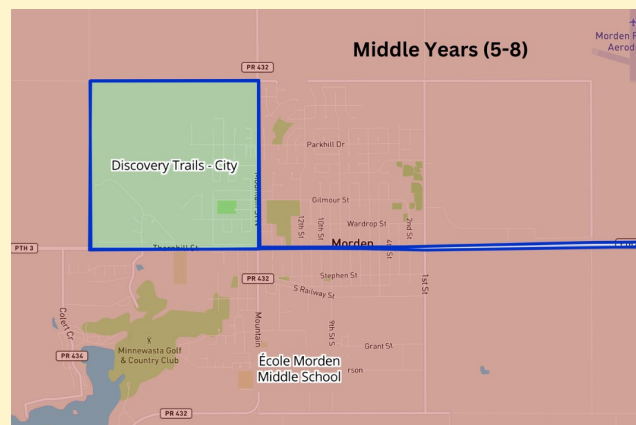 Middle Years (5-8)
Morden
Aerod
PR 432
Parkhill Dr
Discovery Trails - City
Gilmour St
12th St
10th St
Wardrop St
2nd St
PTH 3
Thornhill St
Morden
4th St
PR 432
Stephen St
S Railway St
1st St
Colert Cr
Mountain
9th St S
Grant St
Minnewasta Golf
& Country Club
PR 434
École Morden
Middle School
rson
PR 432